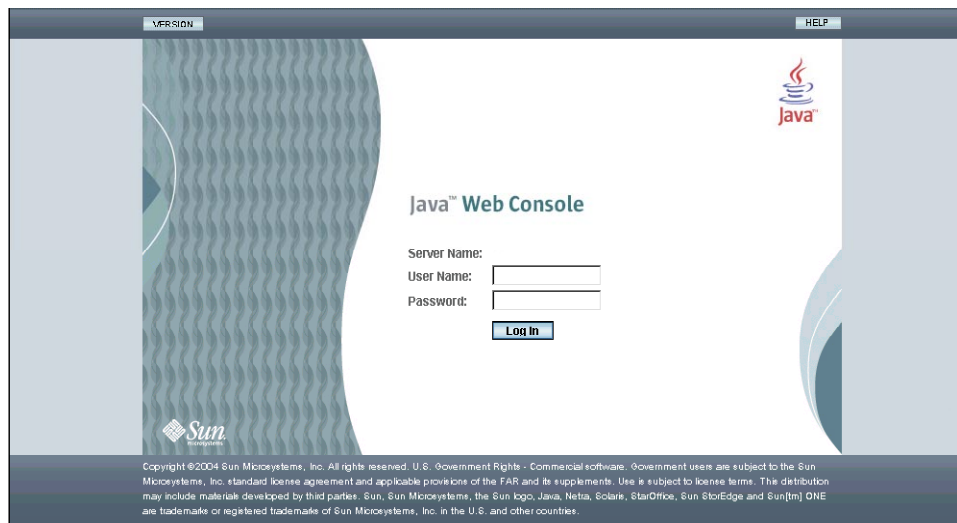 VERSION
HELP
Java™
Java™ Web Console
Server Name:
User Name:
Password:
Log In
Sun
Microsystems
Copyright ©2004 Sun Microsystems, Inc. All rights reserved. U.S. Government Rights - Commercial software. Government users are subject to the Sun
Microsystems, Inc. standard license agreement and applicable provisions of the FAR and its supplements. Use is subject to license terms. This distribution
may include materials developed by third parties. Sun, Sun Microsystems, the Sun logo, Java, Netra, Solaris, StarOffice, Sun StorEdge and Sun[tm] ONE
are trademarks or registered trademarks of Sun Microsystems, Inc. in the U.S. and other countries.